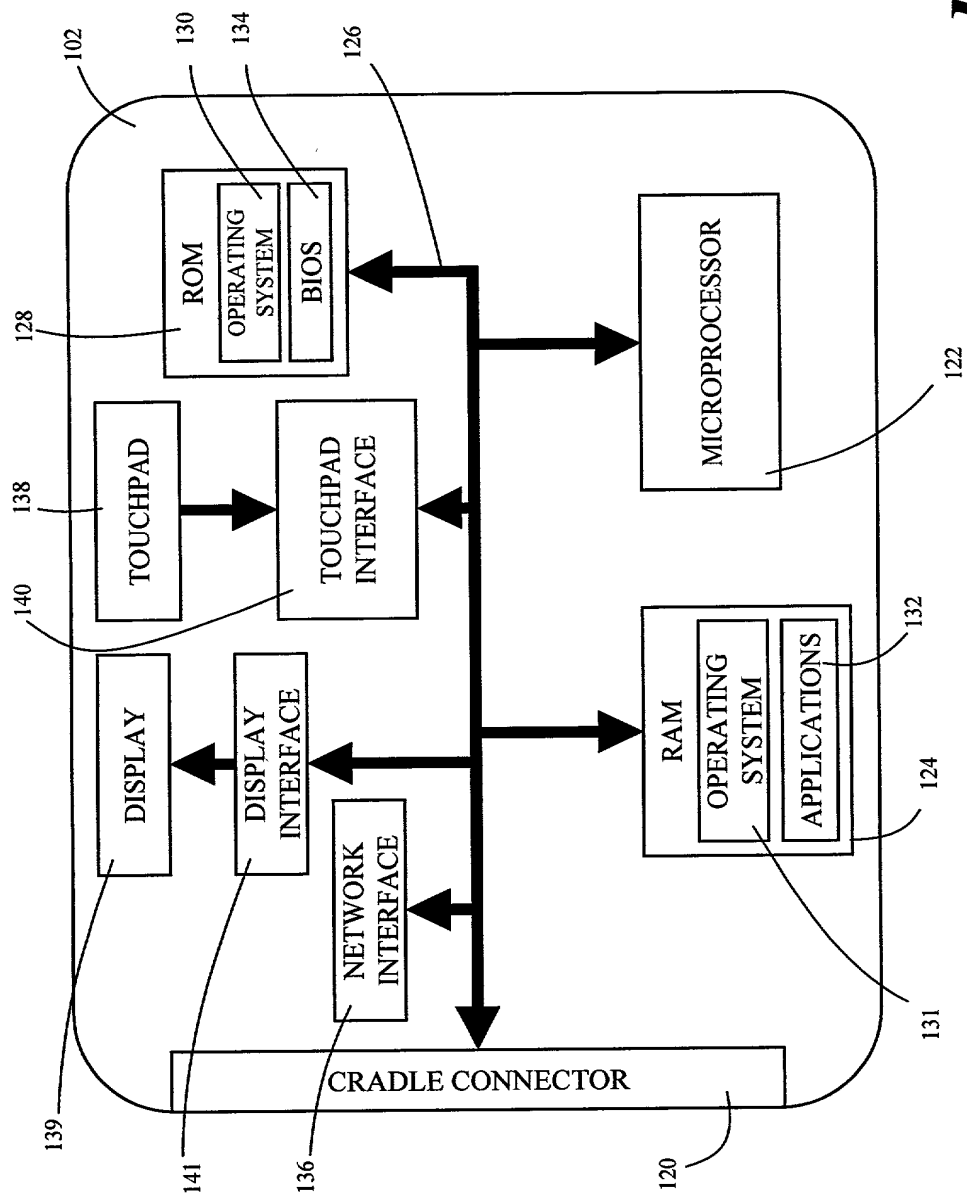 140
138
128
139
102
DISPLAY
TOUCHPAD
141
130
ROM
134
OPERATING
SYSTEM
BIOS
DISPLAY
INTERFACE
136
TOUCHPAD
INTERFACE
126
NETWORK
INTERFACE
CRADLE CONNECTOR
120
RAM
OPERATING
SYSTEM
APPLICATIONS
MICROPROCESSOR
131
124
132
122